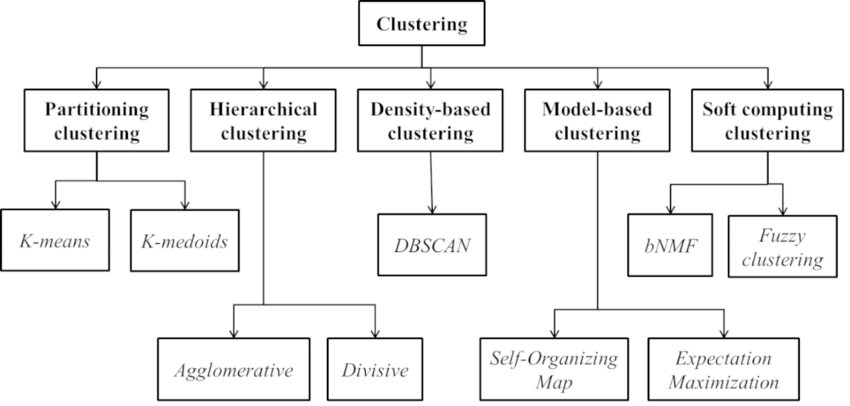 Clustering
Partitioning
clustering
Hierarchical
clustering
Density-based
clustering
Model-based
clustering
Soft computing
clustering
K-means
K-medoids
DBSCAN
bNMF
Fuzzy
clustering
Agglomerative
Divisive
Self-Organizing
Map
Expectation
Maximization